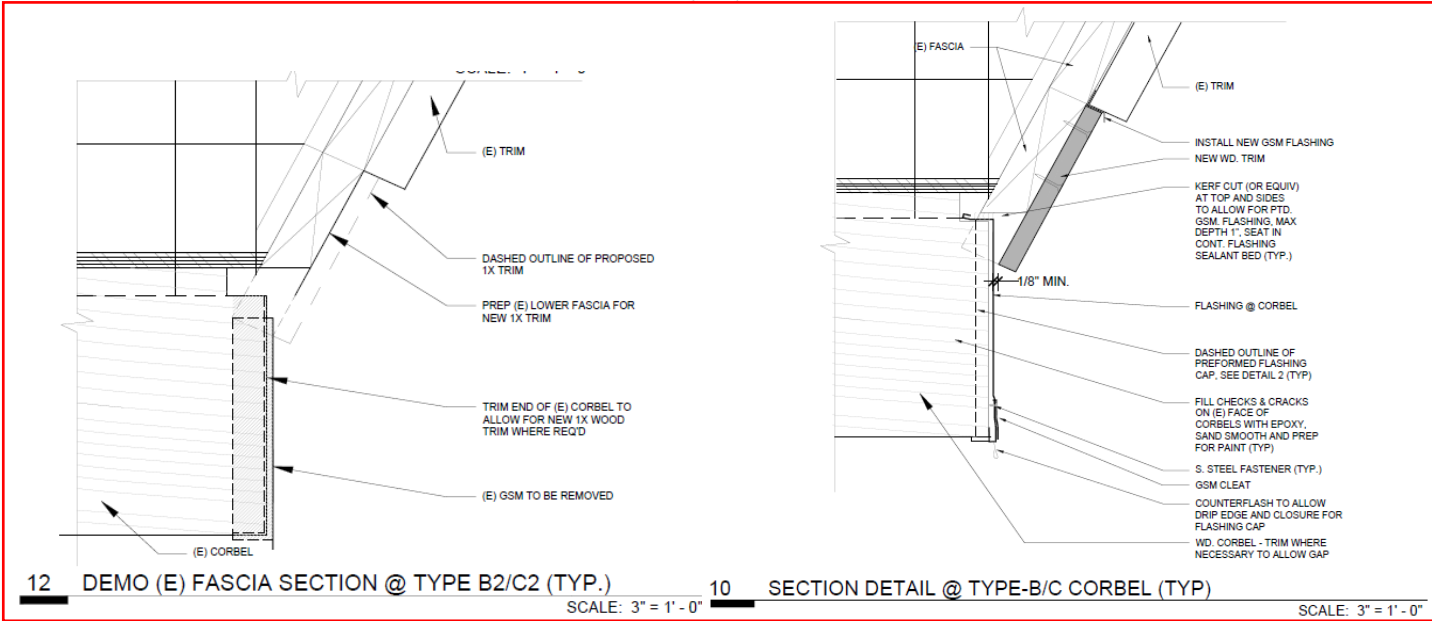 (E) TRIM
DASHED OUTLINE OF PROPOSED
1X TRIM
PREP (E) LOWER FASCIA FOR
NEW 1X TRIM
TRIM END OF (E) CORBEL TO
ALLOW FOR NEW 1X WOOD
TRIM WHERE REQ'D
(E) GSM TO BE REMOVED
(E) CORBEL
12 DEMO (E) FASCIA SECTION @ TYPE B2/C2 (TYP.)
SCALE: 3" = 1' - 0"
(E) FASCIA
(E) TRIM
INSTALL NEW GSM FLASHING
NEW WD. TRIM
KERF CUT (OR EQUIV)
AT TOP AND SIDES
TO ALLOW FOR PTD.
GSM. FLASHING, MAX
DEPTH 1", SEAT IN
CONT. FLASHING
SEALANT BED (TYP.)
1/8" MIN.
FLASHING @ CORBEL
DASHED OUTLINE OF
PREFORMED FLASHING
CAP, SEE DETAIL 2 (TYP)
FILL CHECKS & CRACKS
ON (E) FACE OF
CORBELS WITH EPOXY,
SAND SMOOTH AND PREP
FOR PAINT (TYP)
S. STEEL FASTENER (TYP.)
GSM CLEAT
COUNTERFLASH TO ALLOW
DRIP EDGE AND CLOSURE FOR
FLASHING CAP
WD. CORBEL - TRIM WHERE
NECESSARY TO ALLOW GAP
10 SECTION DETAIL @ TYPE-B/C CORBEL (TYP)
SCALE: 3" = 1' - 0"